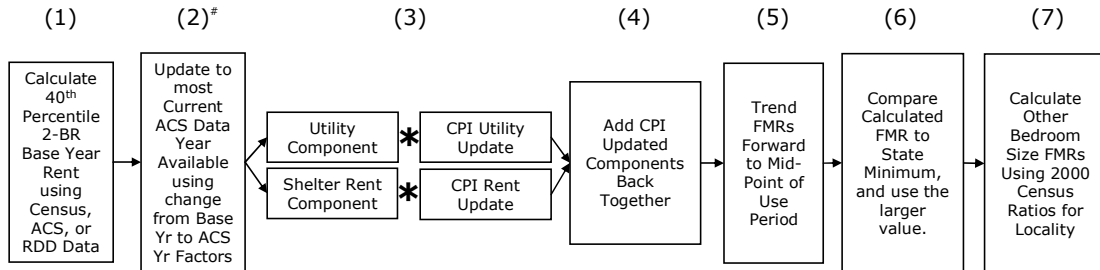 (1)
(2)#
(3)
(4)
(5)
(6)
(7)
Calculate
40th
Percentile
2-BR
Base Year
Rent using
Census,
ACS, or
RDD Data
Update to
most
Current
ACS Data
Year
Available
using
change
from Base
Yr to ACS
Yr Factors
Utility
Component
*
CPI Utility
Update
Shelter Rent
Component
*
CPI Rent
Update
Add CPI
Updated
Components
Back
Together
Trend
FMRs
Forward
to Mid-
Point of
Use
Period
Compare
Calculated
FMR to
State
Minimum,
and use the
larger
value.
Calculate
Other
Bedroom
Size FMRs
Using 2000
Census
Ratios for
Locality